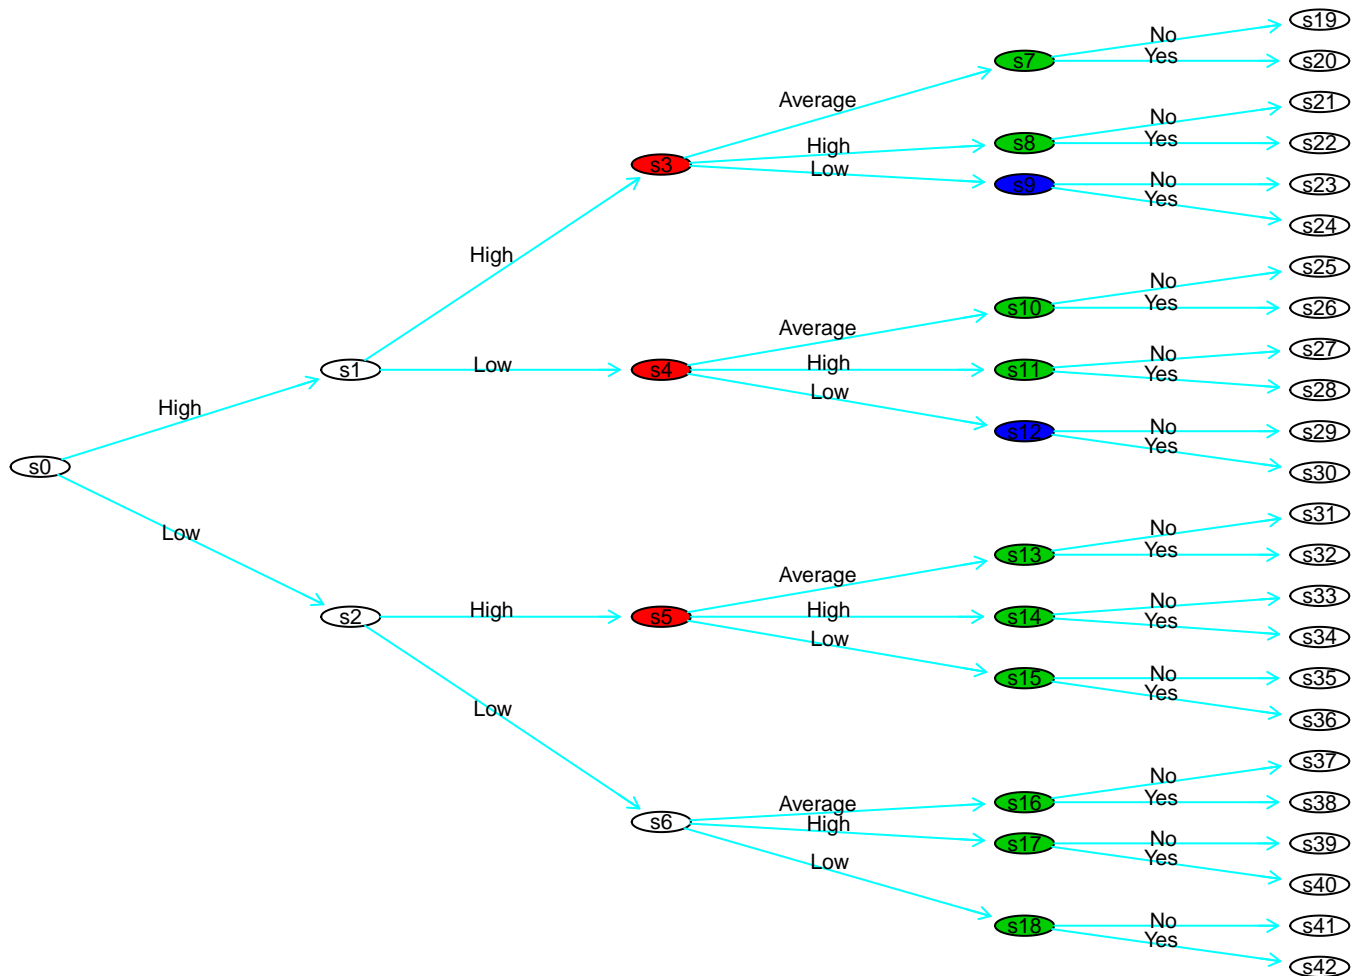 s19
No
s7
Yes
s20
Average
s21
No
High
s8
Yes
s22
s3
Low
s9
No
s23
Yes
s24
High
s25
No
s10
Yes
s26
Average
s27
No
s1
Low
s4
High
s11
Yes
s28
Low
High
s12
No
s29
Yes
s30
s0
s31
No
Low
s13
Yes
s32
Average
s33
No
s2
High
s5
High
s14
Yes
s34
Low
s15
No
s35
Yes
s36
Low
s37
No
Average
s16
Yes
s38
s6
High
s17
No
s39
Yes
Low
s40
s18
No
s41
Yes
s42